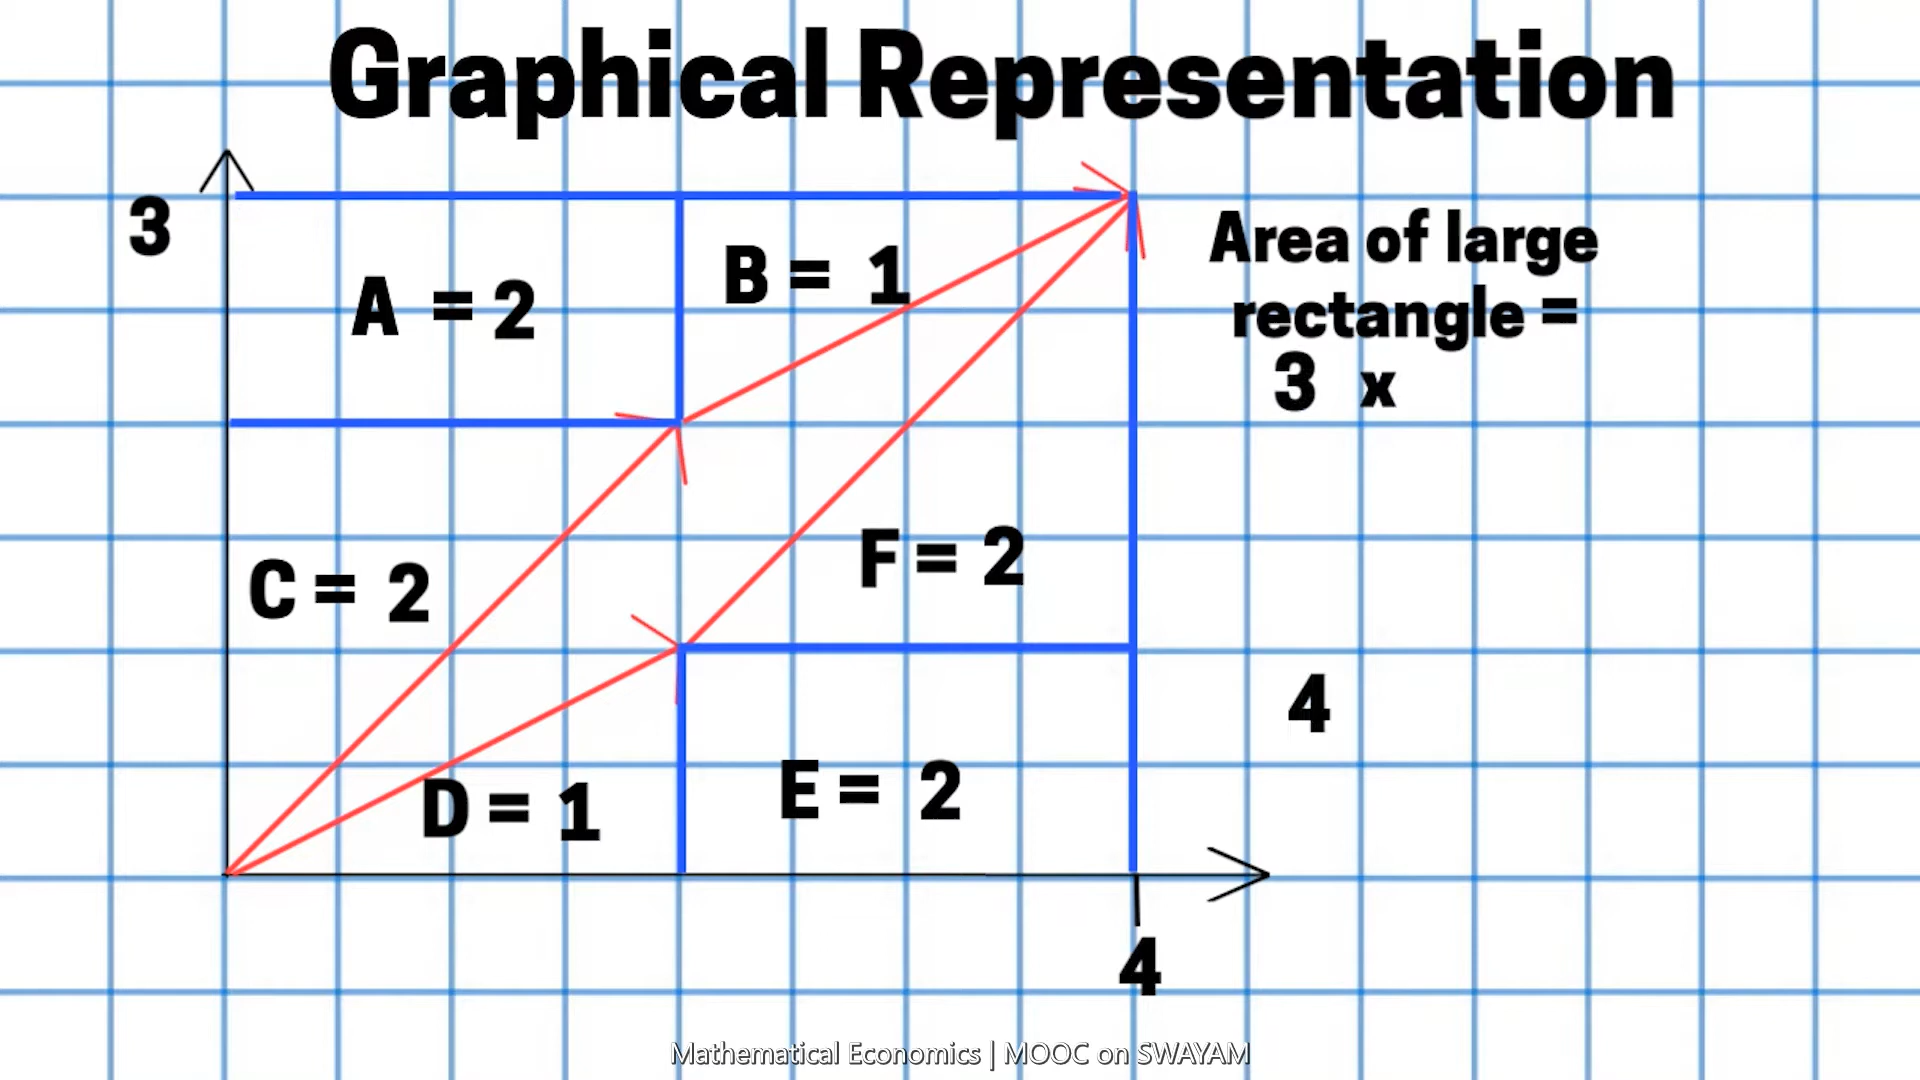 Graphical Representation
3
A = 2
B = 1
Area of large
rectangle =
3 x
C = 2
F = 2
4
D = 1
E = 2
4
Mathematical Economics | MOOC on SWAYAM